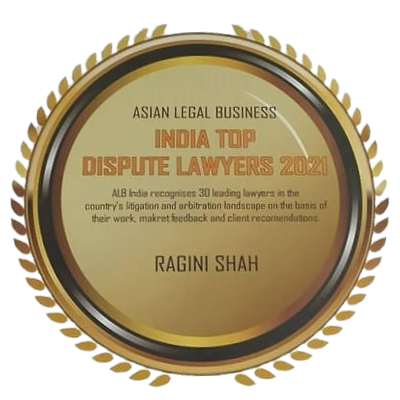 ASIAN LEGAL BUSINESS
INDIA TOP
DISPUTE LAWYERS 2021
ALB India recognises 30 leading lawyers in the
country's litigation and arbitration landscape on the basis of
their work, makret feedback and client recomendations.
RAGINI SHAH